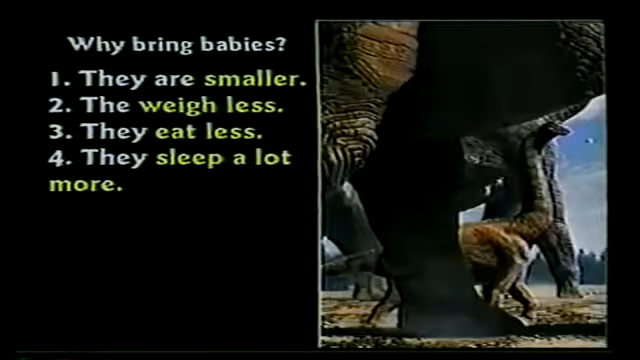 Why bring babies?
1. They are smaller.
2. The weigh less.
3. They eat less.
4. They sleep a lot
more.